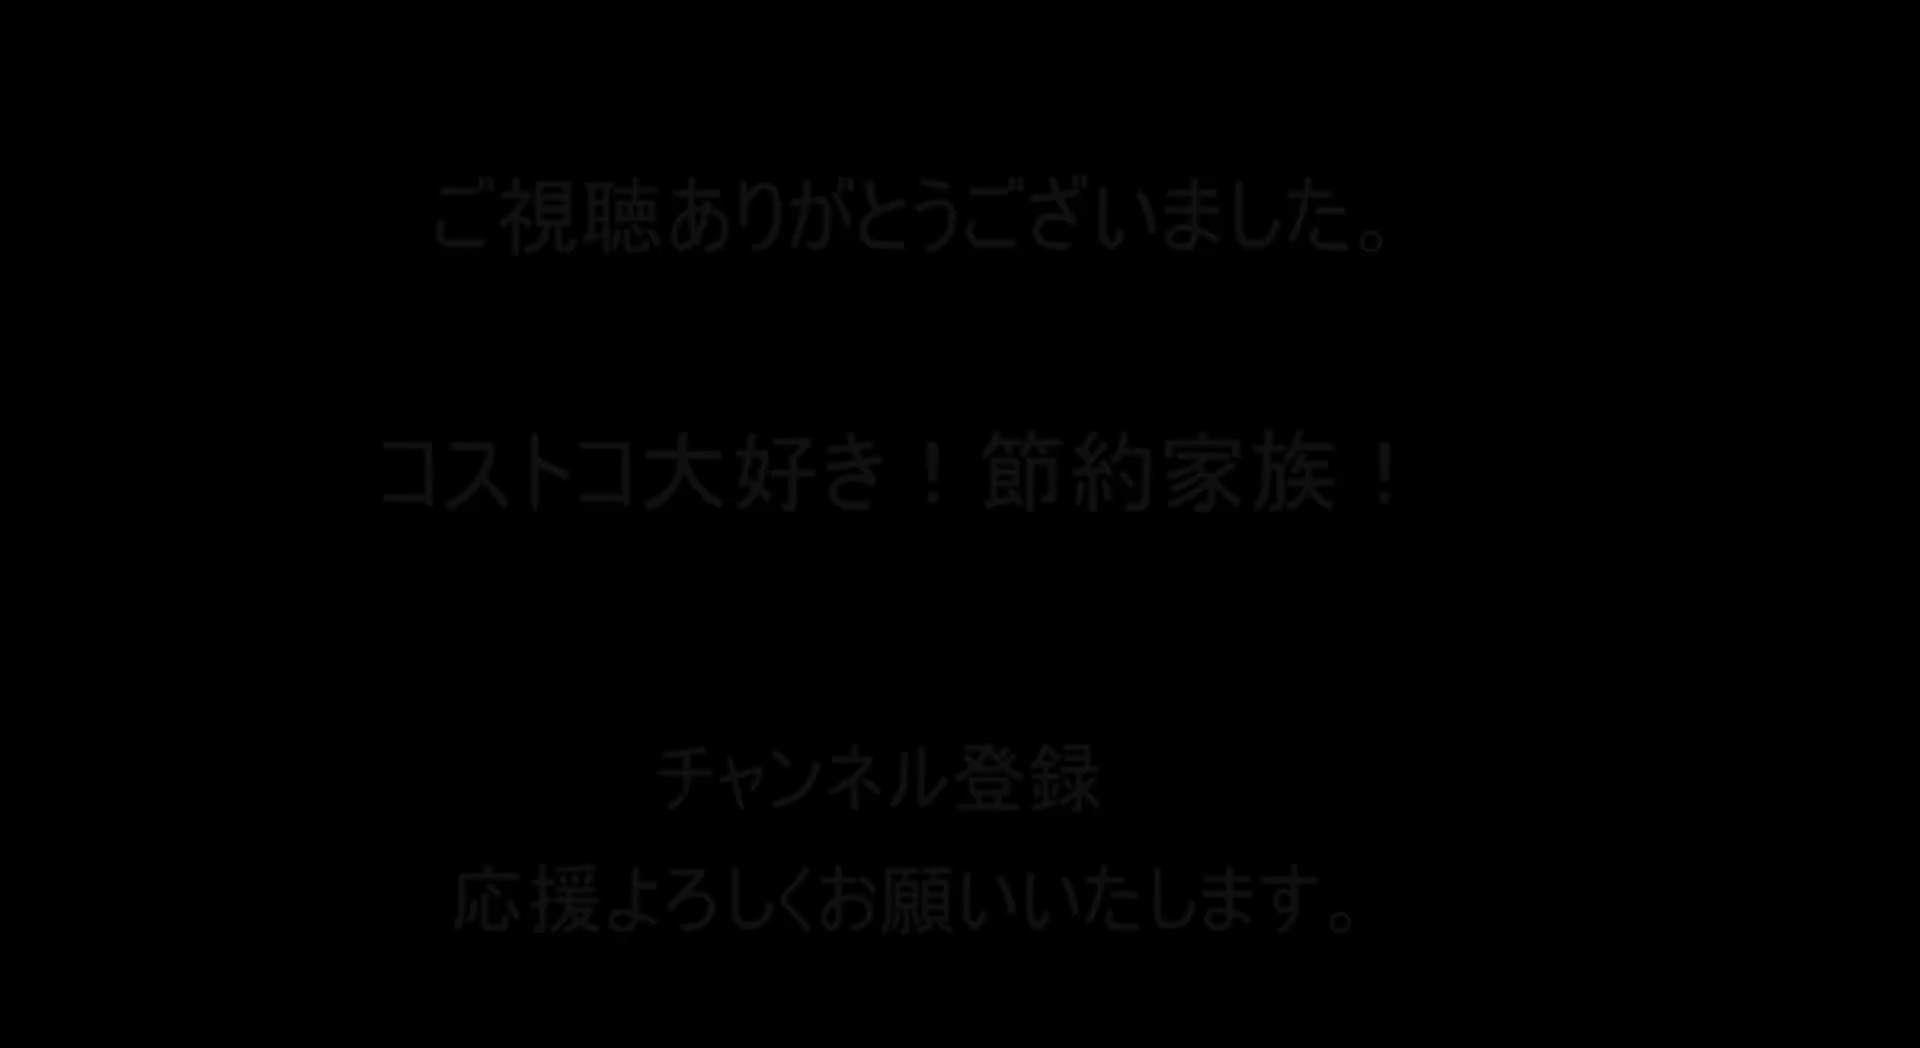 ご視聴ありがとうございました。
コストコ大好き！節約家族！
チャンネル登録
応援よろしくお願いいたします。